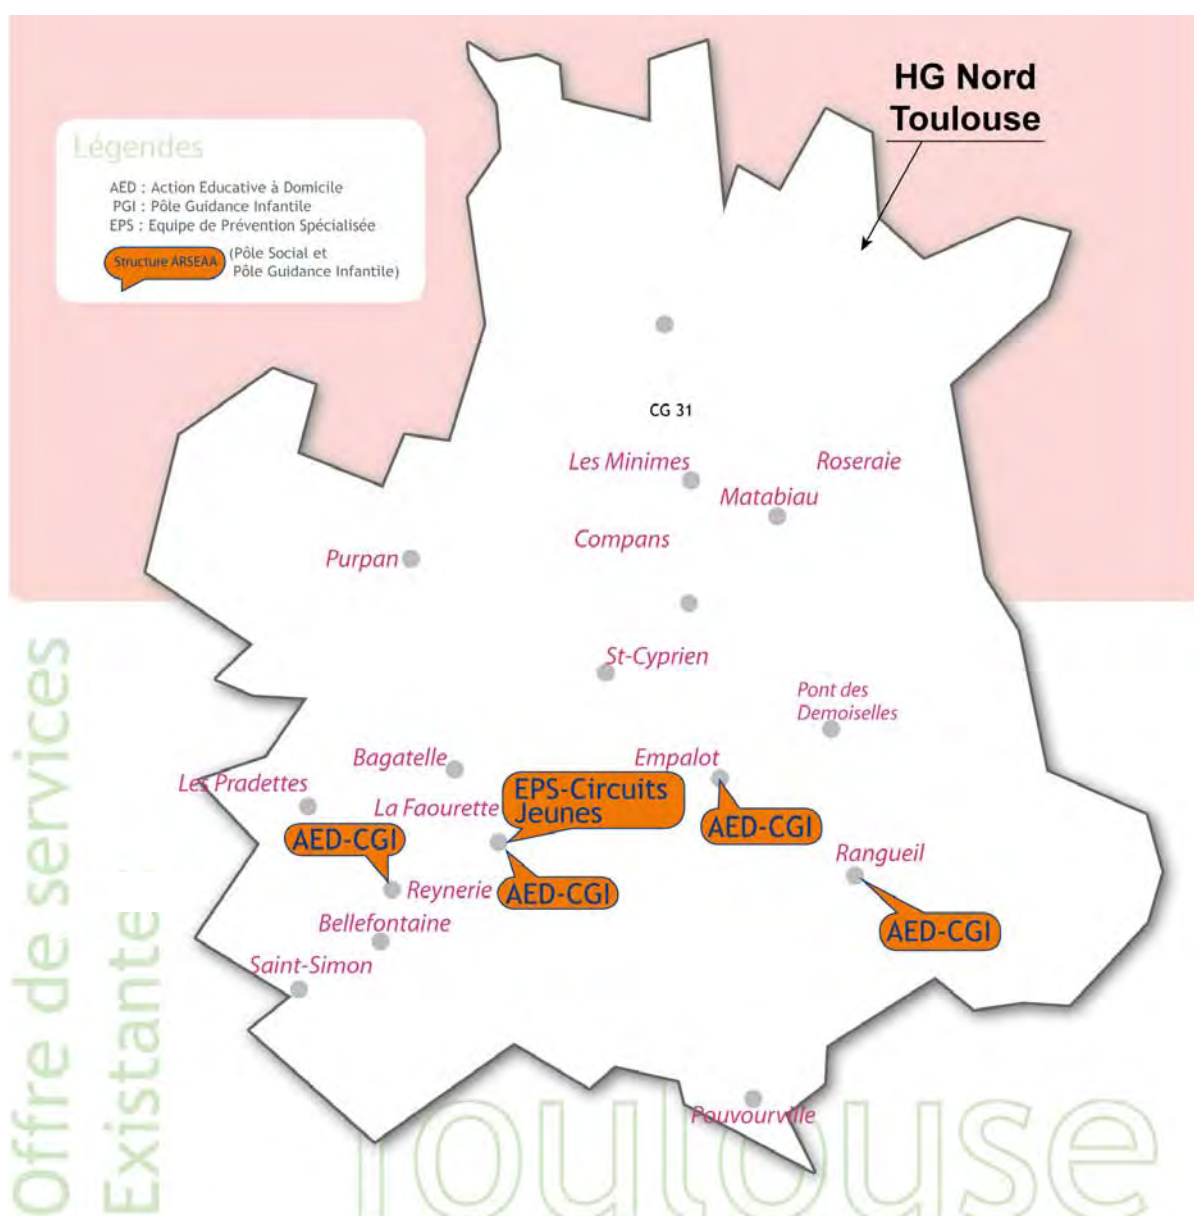 HG Nord
Toulouse
Légendes
AED : Action Educative à Domicile
PGI : Pôle Guidance Infantile
EPS : Equipe de Prévention Spécialisée
Structure ARSEAA
(Pôle Social et
Pôle Guidance Infantile)
CG 31
Les Minimes
Roseraie
Matabiau
Compans
Purpan
St-Cyprien
Pont des
Demoiselles
Bagatelle
Empalot
Les Pradettes
EPS-Circuits
Jeunes
La Faourette
AED-CGI
AED-CGI
Rangueil
Reynerie
AED-CGI
Bellefontaine
AED-CGI
Saint-Simon
Pouvourville
Offre de services
Existante
Toulouse